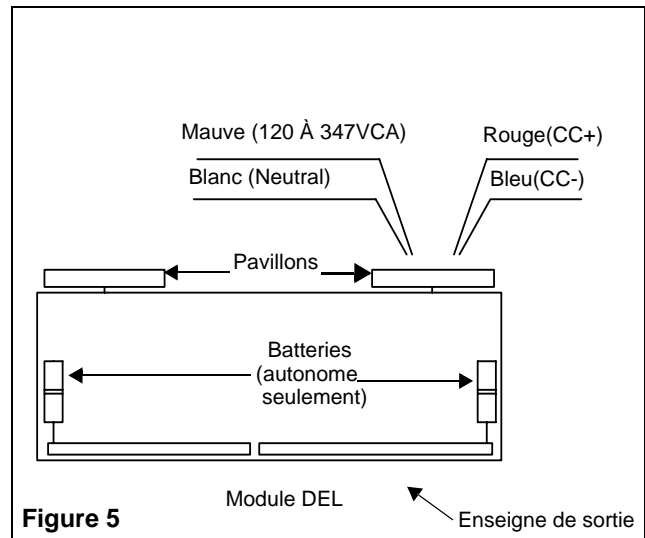 Mauve (120 À 347VCA)
Rouge(CC+)
Blanc (Neutral)
Bleu(CC-)
Pavillons
Batteries
(autonome
seulement)
Module DEL
Enseigne de sortie
Figure 5